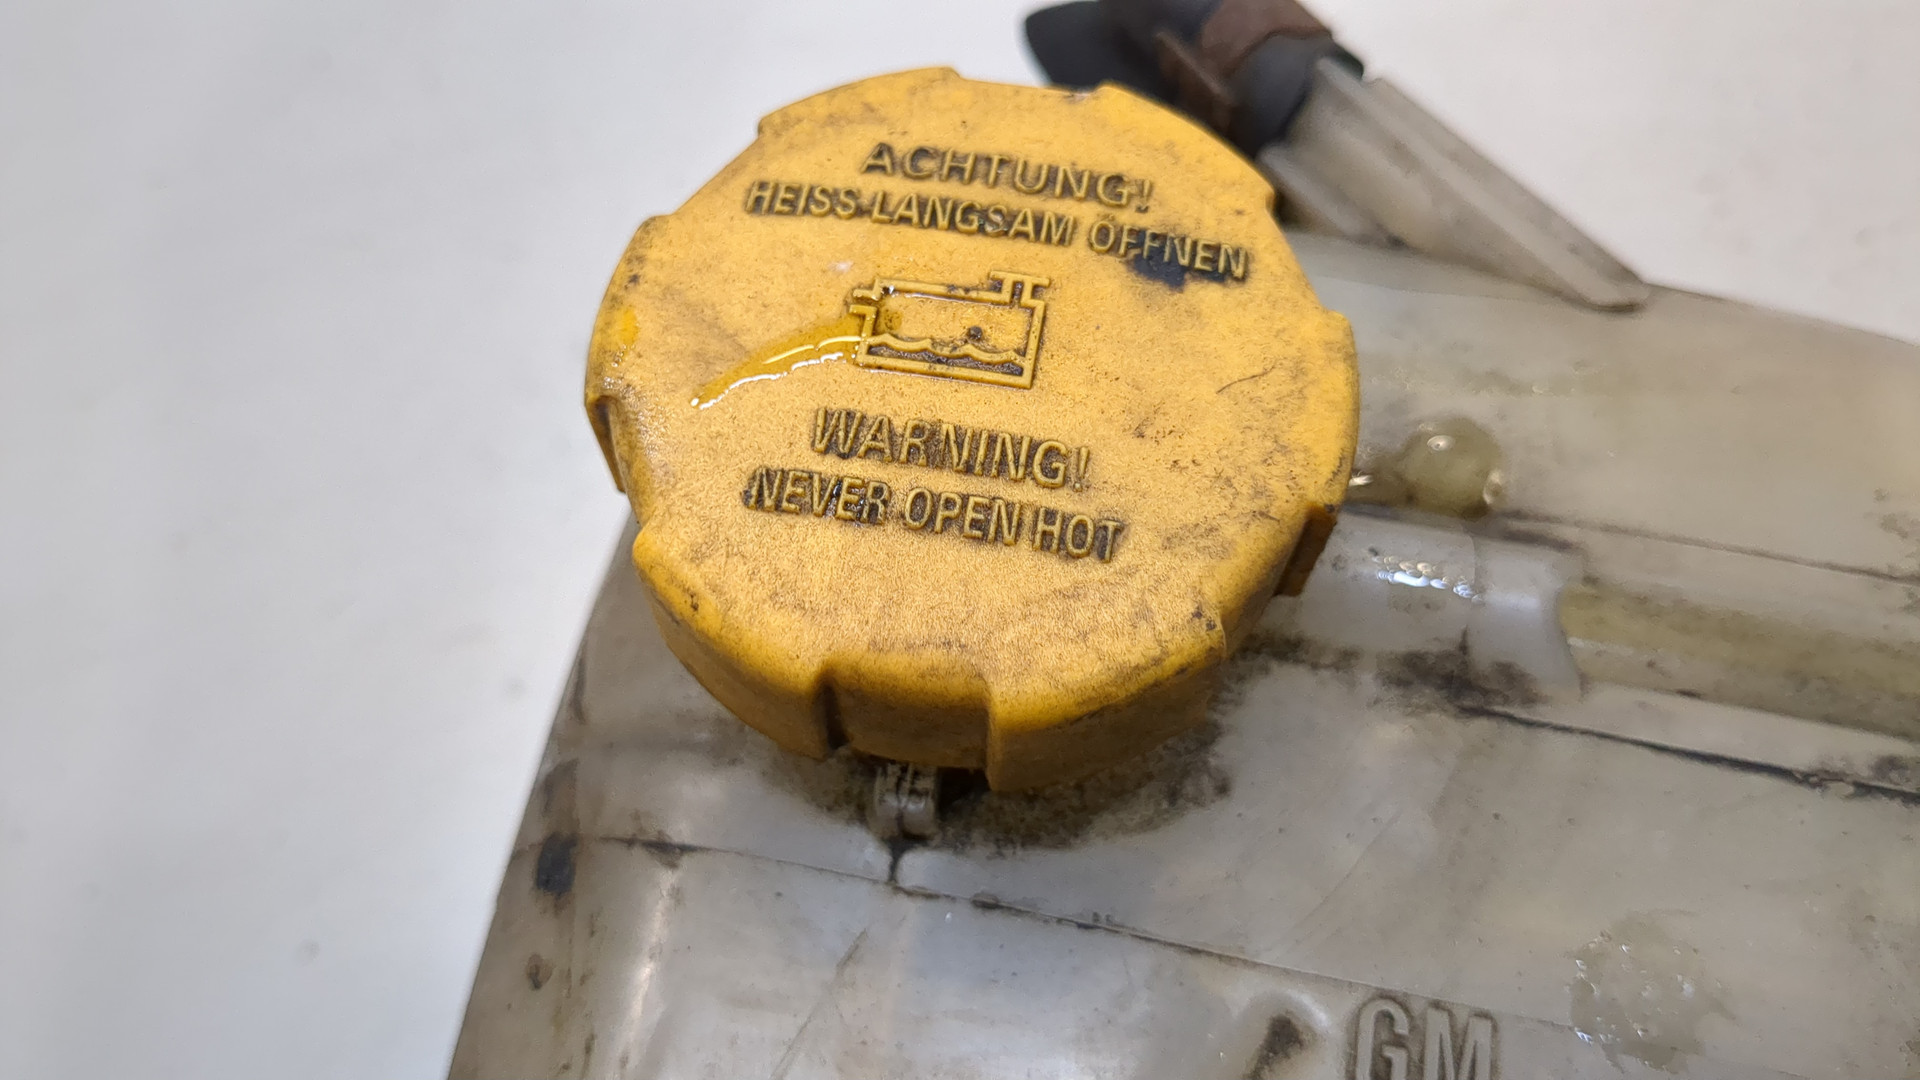 ACHTUNG!
HEISS-LANGSAM ÖFFNEN
WARNING!
NEVER OPEN HOT
GM